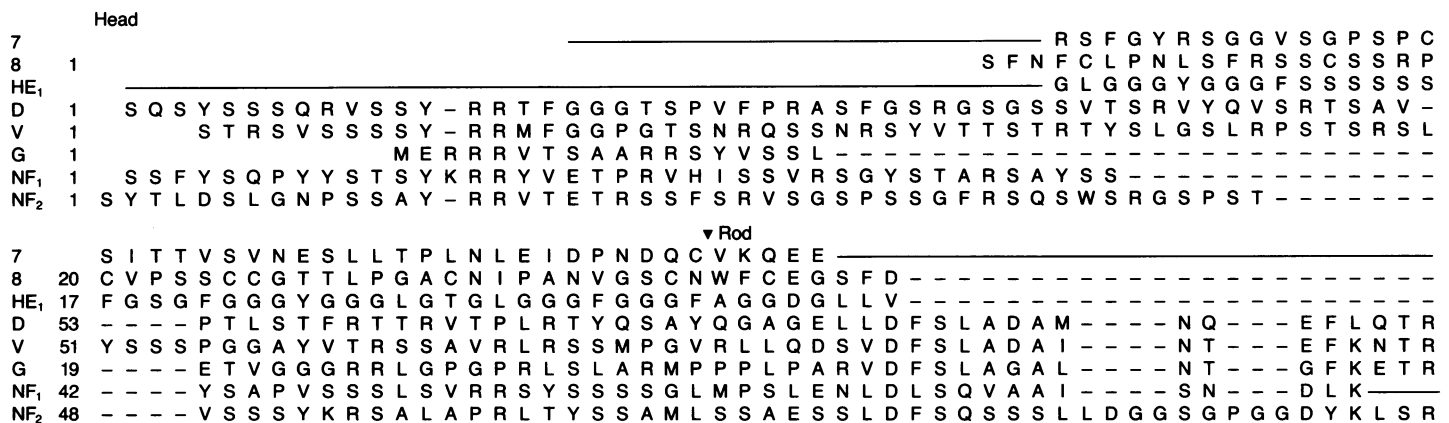 Head
7 R S F G Y R S G G V S G P S P C
8 1 S F N F C L P N L S F R S S C S S R P
HE₁ G L G G G Y G G G F S S S S S S
D 1 S Q S Y S S S Q R V S S Y – R R T F G G G T S P V F P R A S F G S R G S G S S V T S R V Y Q V S R T S A V –
V 1 S T R S V S S S S Y – R R M F G G P G T S N R Q S S N R S Y V T T S T R T Y S L G S L R P S T S R S L
G 1 M E R R R V T S A A R R S Y V S S L – – – – – – – – – – – – – – – – – – – – – – – – –
NF₁ 1 S S F Y S Q P Y Y S T S Y K R R Y V E T P R V H I S S V R S G Y S T A R S A Y S S – – – – – – – – – – – – –
NF₂ 1 S Y T L D S L G N P S S A Y – R R V T E T R S S F S R V S G S P S S G F R S Q S W S R G S P S T – – – – – – –
▼ Rod
7 S I T T V S V N E S L L T P L N L E I D P N D Q C V K Q E E
8 20 C V P S S C C G T T L P G A C N I P A N V G S C N W F C E G S F D – – – – – – – – – – – – – – – – – – – – –
HE₁ 17 F G S G F G G G Y G G G L G T G L G G G F G G G F A G G D G L L V – – – – – – – – – – – – – – – – – – – – –
D 53 – – – – P T L S T F R T T R V T P L R T Y Q S A Y Q G A G E L L D F S L A D A M – – – – N Q – – – E F L Q T R
V 51 Y S S S P G G A Y V T R S S A V R L R S S M P G V R L L Q D S V D F S L A D A I – – – – N T – – – E F K N T R
G 19 – – – – E T V G G G R R L G P G P R L S L A R M P P P L P A R V D F S L A G A L – – – – N T – – – G F K E T R
NF₁ 42 – – – – Y S A P V S S S L S V R R S Y S S S S G L M P S L E N L D L S Q V A A I – – – – S N – – – D L K
NF₂ 48 – – – – V S S S Y K R S A L A P R L T Y S S A M L S S A E S S L D F S Q S S S L L D G G S G P G G D Y K L S R